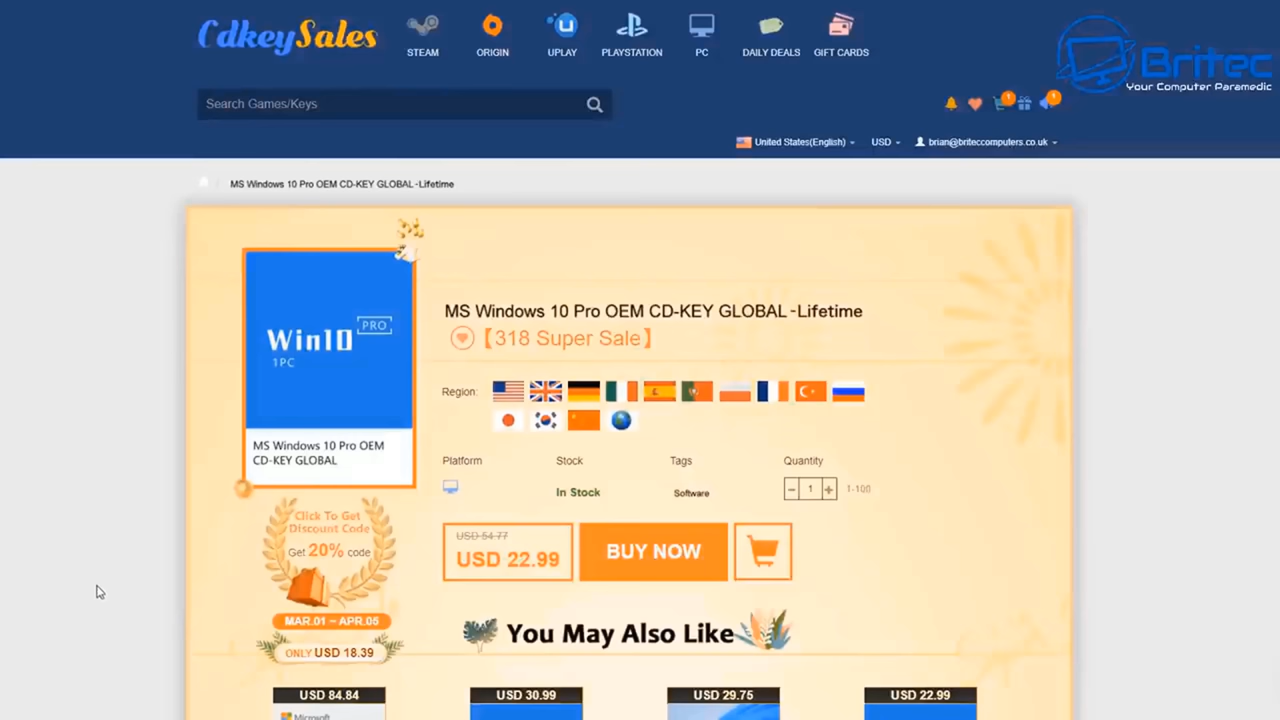 CdkeySales
STEAM
ORIGIN
UPLAY
PLAYSTATION
PC
DAILY DEALS
GIFT CARDS
Britec
Your Computer Paramedic
Search Games/Keys
1
1
United States(English)
USD
brian@briteccomputers.co.uk
MS Windows 10 Pro OEM CD-KEY GLOBAL -Lifetime
Win10 PRO
1PC
MS Windows 10 Pro OEM
CD-KEY GLOBAL
MS Windows 10 Pro OEM CD-KEY GLOBAL -Lifetime
【318 Super Sale】
Region:
Platform
Stock
Tags
Quantity
In Stock
Software
− 1 +
1-100
Click To Get
Discount Code
Get 20% code
MAR.01 ~ APR.05
ONLY USD 18.39
USD 54.77
USD 22.99
BUY NOW
You May Also Like
USD 84.84
USD 30.99
USD 29.75
USD 22.99
Microsoft